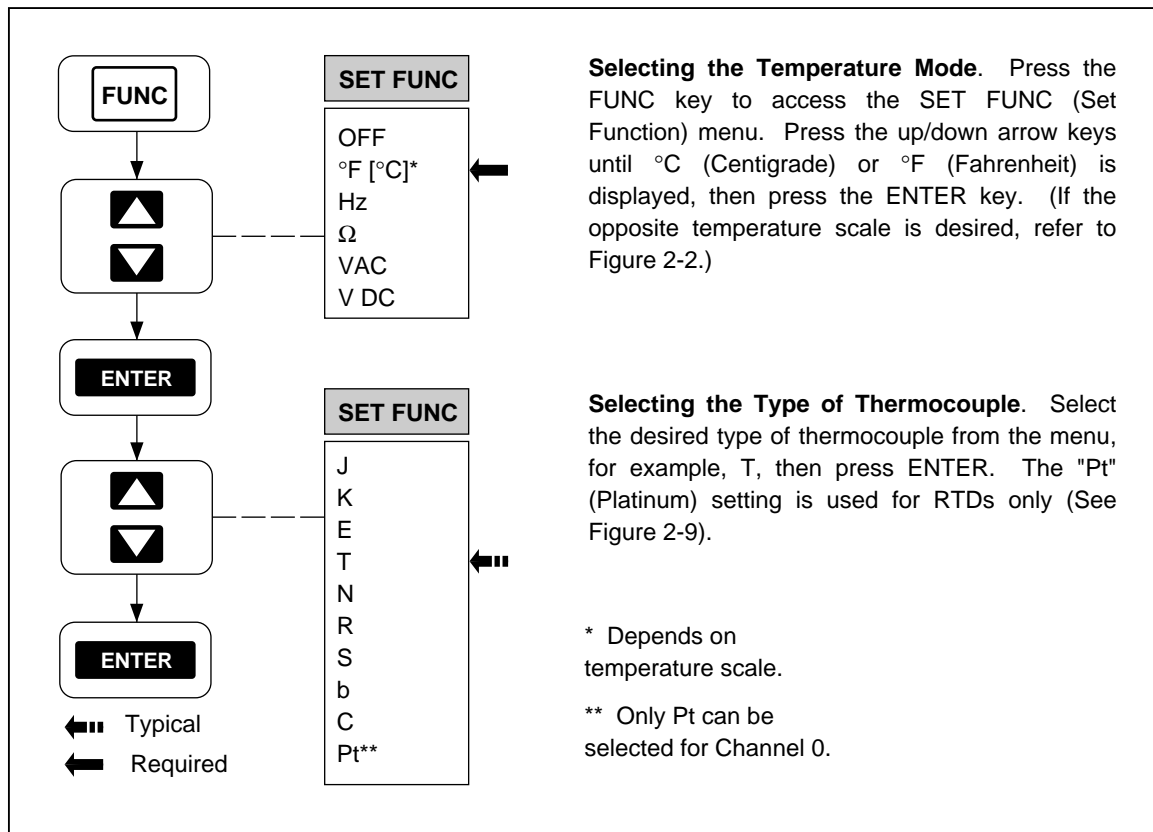 FUNC
SET FUNC
OFF
°F [°C]*
Hz
Ω
VAC
V DC
Selecting the Temperature Mode. Press the
FUNC key to access the SET FUNC (Set
Function) menu. Press the up/down arrow keys
until °C (Centigrade) or °F (Fahrenheit) is
displayed, then press the ENTER key. (If the
opposite temperature scale is desired, refer to
Figure 2-2.)
ENTER
SET FUNC
J
K
E
T
N
R
S
b
C
Pt**
Selecting the Type of Thermocouple. Select
the desired type of thermocouple from the menu,
for example, T, then press ENTER. The "Pt"
(Platinum) setting is used for RTDs only (See
Figure 2-9).
ENTER
* Depends on
temperature scale.
** Only Pt can be
selected for Channel 0.
Typical
Required